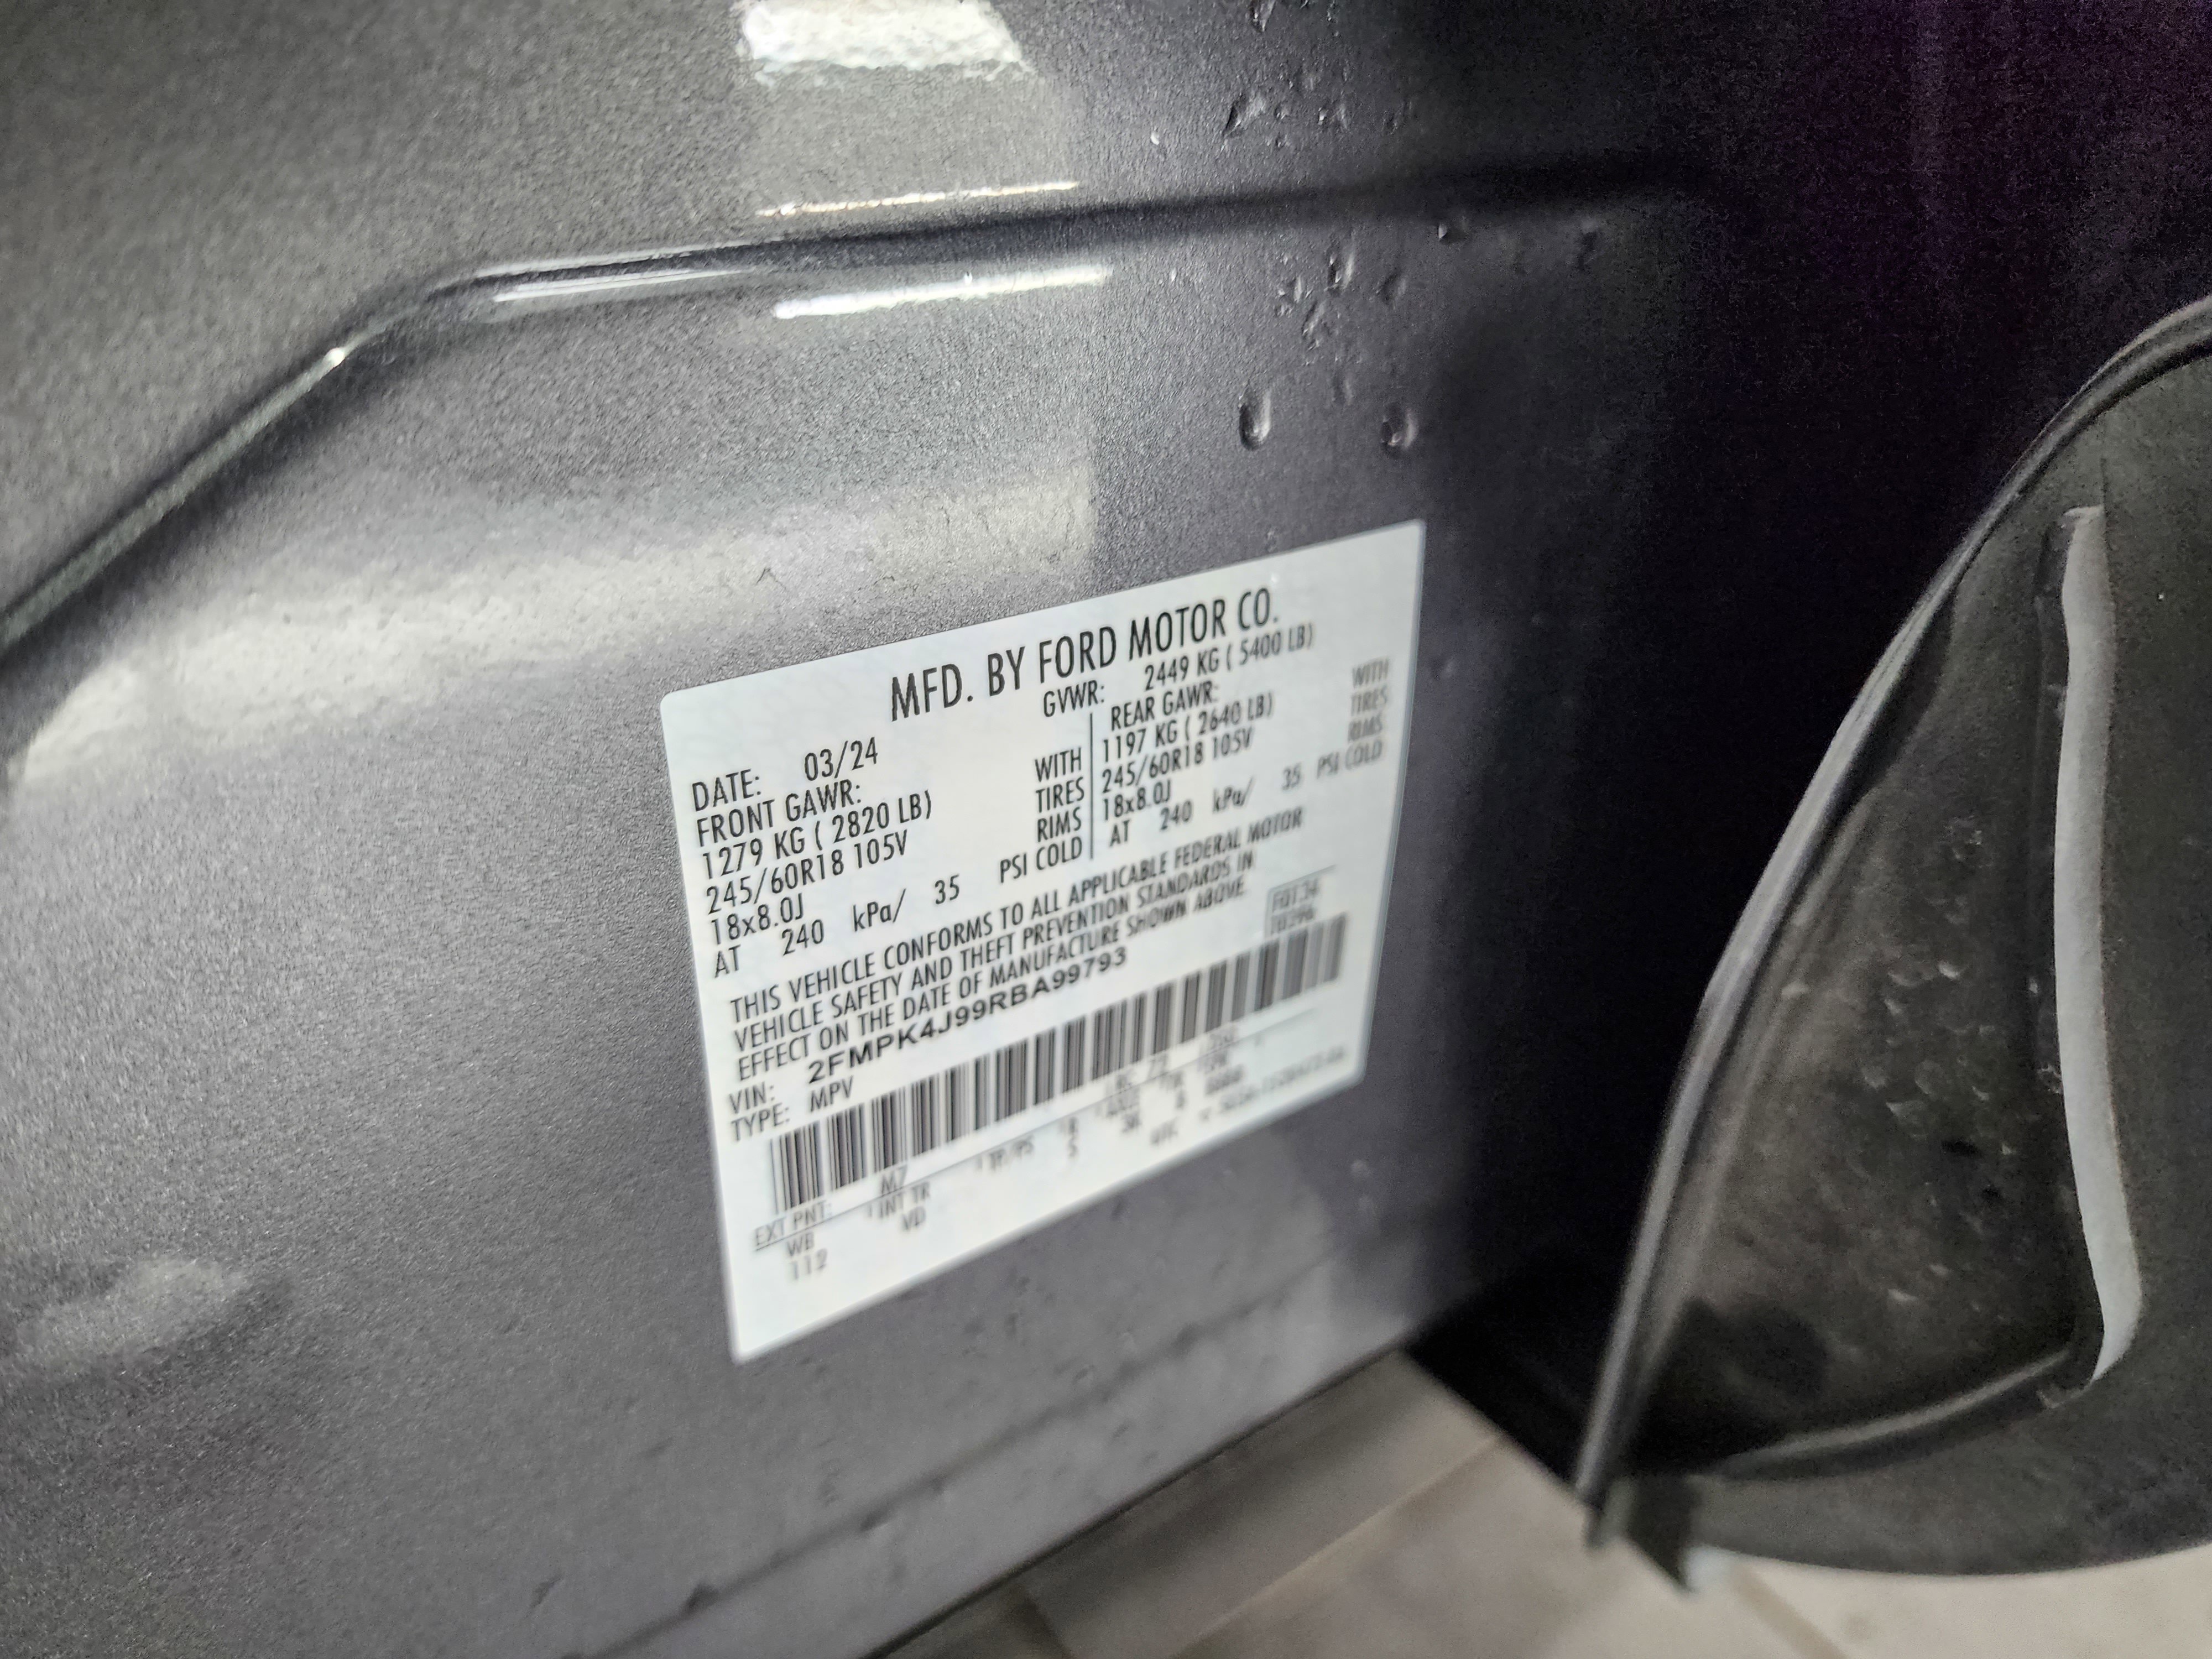 MFD. BY FORD MOTOR CO.
DATE: 03/24
GVWR: 2449 KG ( 5400 LB)
FRONT GAWR:
1279 KG ( 2820 LB) WITH
245/60R18 105V TIRES
18x8.0J RIMS
AT 240 kPa/ 35 PSI COLD
REAR GAWR:
1197 KG ( 2640 LB) WITH
245/60R18 105V TIRES
18x8.0J RIMS
AT 240 kPa/ 35 PSI COLD
THIS VEHICLE CONFORMS TO ALL APPLICABLE FEDERAL MOTOR
VEHICLE SAFETY AND THEFT PREVENTION STANDARDS IN
EFFECT ON THE DATE OF MANUFACTURE SHOWN ABOVE.
VIN: 2FMPK4J99RBA99793
TYPE: MPV
EXT PNT: M7
WB INT TR
112 VD